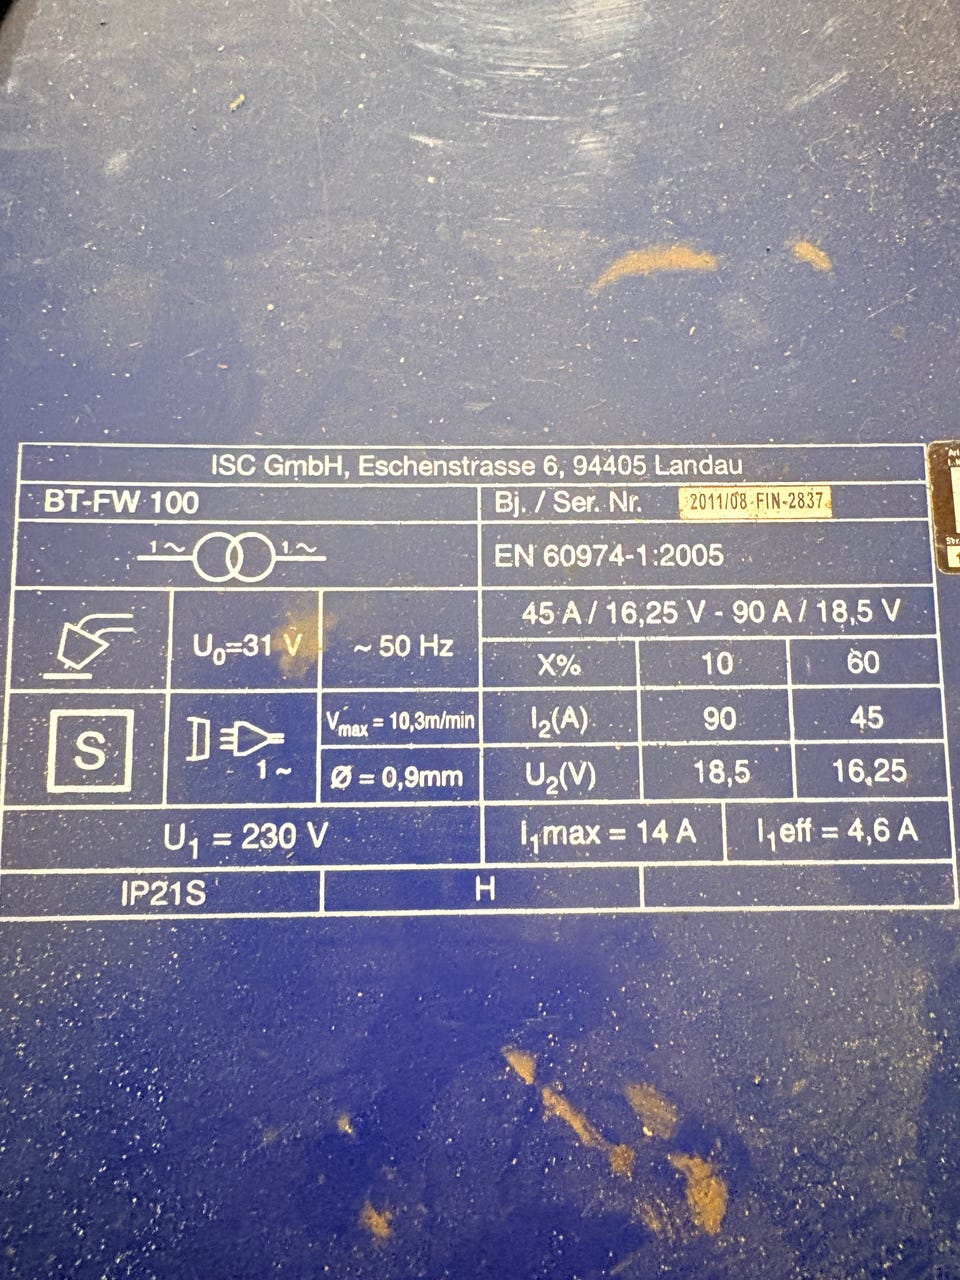 ISC GmbH, Eschenstrasse 6, 94405 Landau
BT-FW 100
Bj. / Ser. Nr. 2011/08-FIN-2837
1~ 1~
EN 60974-1:2005
45 A / 16,25 V - 90 A / 18,5 V
U0=31 V
~ 50 Hz
X% 10 60
S
1~
Vmax = 10,3m/min
I2(A) 90 45
Ø = 0,9mm
U2(V) 18,5 16,25
U1 = 230 V
I1max = 14 A
I1eff = 4,6 A
IP21S
H